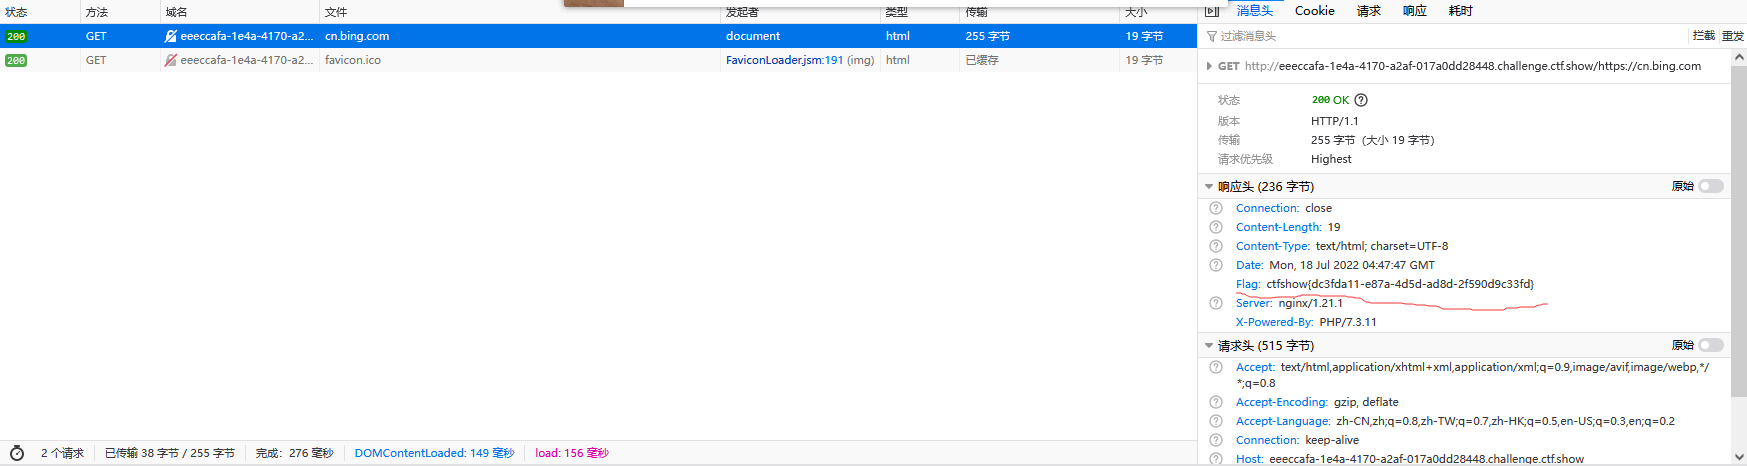 状态 方法 域名 文件 发起者 类型 传输 大小
200 GET eeeccafa-1e4a-4170-a2... cn.bing.com document html 255 字节 19 字节
200 GET eeeccafa-1e4a-4170-a2... favicon.ico FaviconLoader.jsm:191 (img) html 已缓存 19 字节
2 个请求 已传输 38 字节 / 255 字节 完成：276 毫秒 DOMContentLoaded: 149 毫秒 load: 156 毫秒
消息头 Cookie 请求 响应 耗时
过滤消息头 拦截 重发
GET http://eeeccafa-1e4a-4170-a2af-017a0dd28448.challenge.ctf.show/https://cn.bing.com
状态 200 OK
版本 HTTP/1.1
传输 255 字节（大小 19 字节）
请求优先级 Highest
响应头 (236 字节) 原始
Connection: close
Content-Length: 19
Content-Type: text/html; charset=UTF-8
Date: Mon, 18 Jul 2022 04:47:47 GMT
Flag: ctfshow{dc3fda11-e87a-4d5d-ad8d-2f590d9c33fd}
Server: nginx/1.21.1
X-Powered-By: PHP/7.3.11
请求头 (515 字节) 原始
Accept: text/html,application/xhtml+xml,application/xml;q=0.9,image/avif,image/webp,*/
*;q=0.8
Accept-Encoding: gzip, deflate
Accept-Language: zh-CN,zh;q=0.8,zh-TW;q=0.7,zh-HK;q=0.5,en-US;q=0.3,en;q=0.2
Connection: keep-alive
Host: eeeccafa-1e4a-4170-a2af-017a0dd28448.challenge.ctf.show